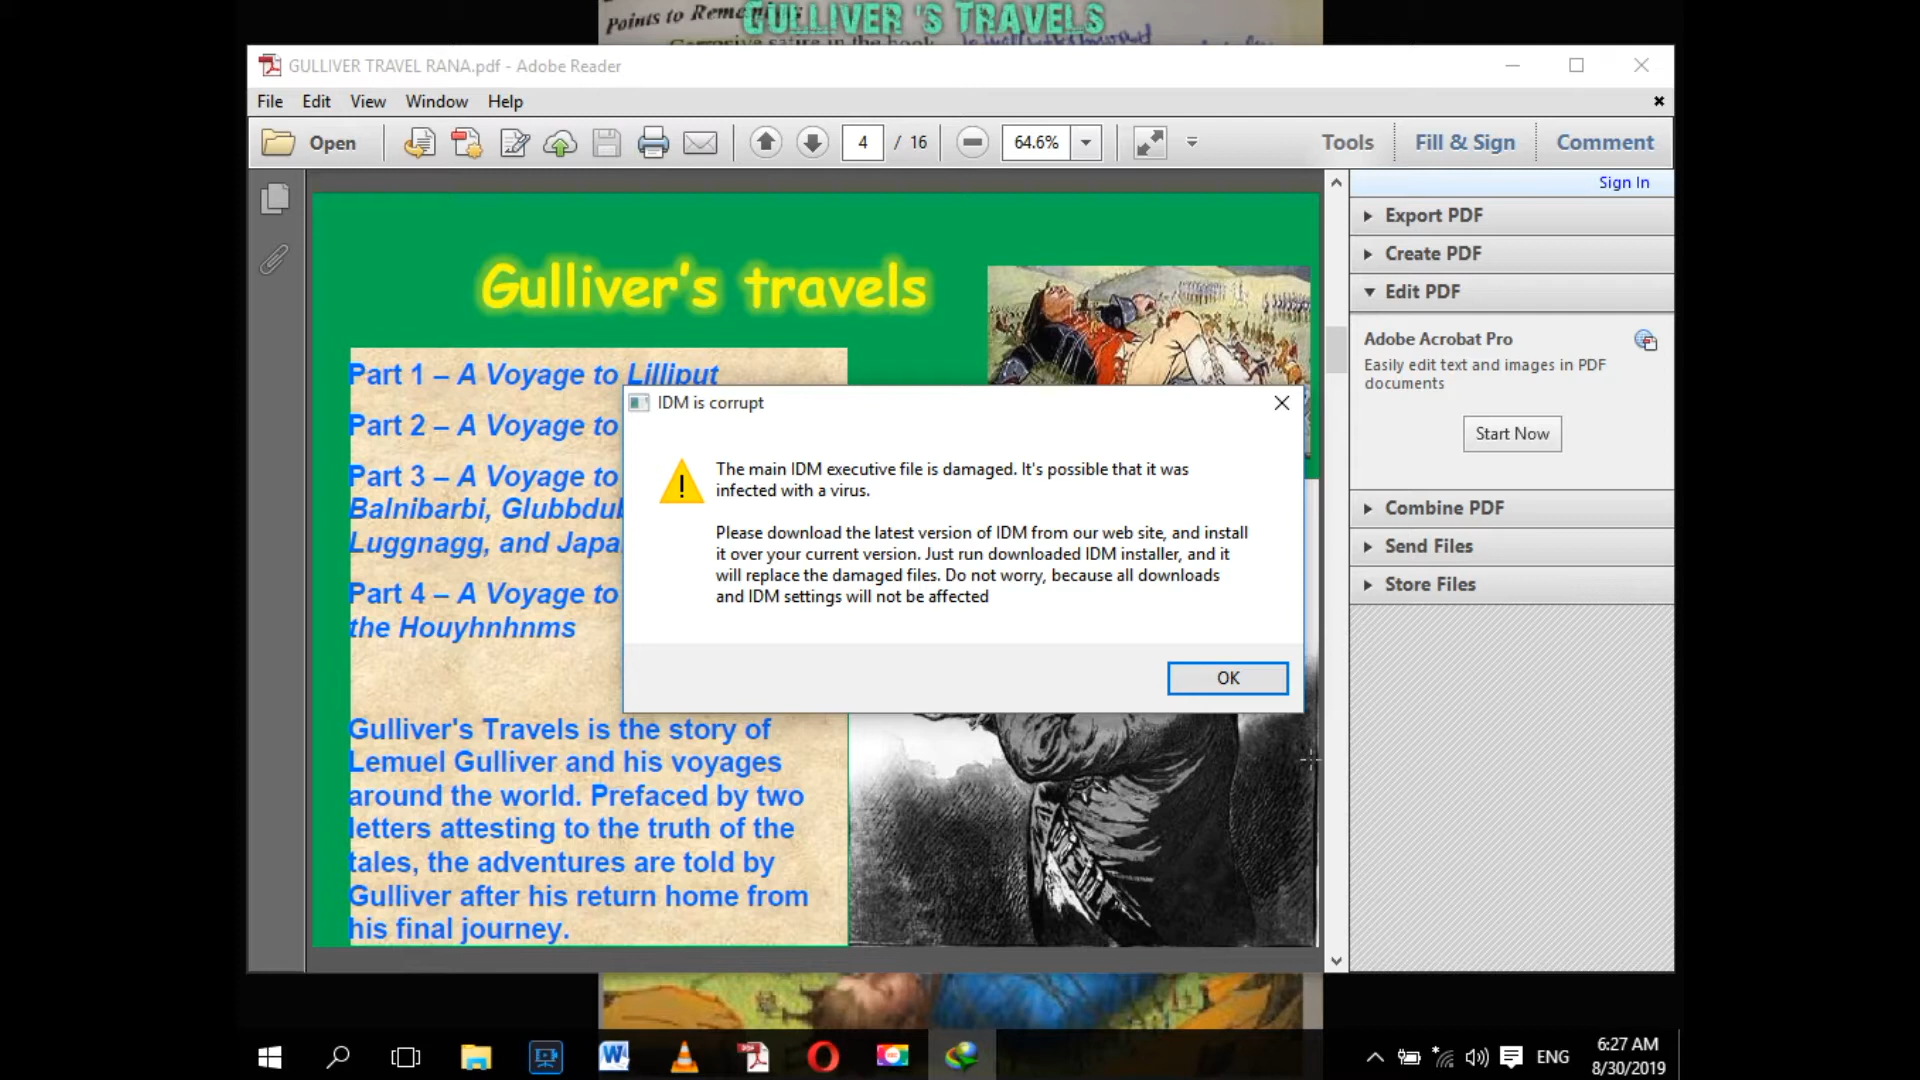 Points to Remember
GULLIVER 'S TRAVELS
Corrosive satire in the book
GULLIVER TRAVEL RANA.pdf - Adobe Reader
File Edit View Window Help
Open
4 / 16
64.6%
Tools
Fill & Sign
Comment
Sign In
Export PDF
Create PDF
Edit PDF
Adobe Acrobat Pro
Easily edit text and images in PDF
documents
Start Now
Combine PDF
Send Files
Store Files
Gulliver's travels
Part 1 – A Voyage to Lilliput
Part 2 – A Voyage to
Part 3 – A Voyage to
Balnibarbi, Glubbdub
Luggnagg, and Japa
Part 4 – A Voyage to
the Houyhnhnms
Gulliver's Travels is the story of
Lemuel Gulliver and his voyages
around the world. Prefaced by two
letters attesting to the truth of the
tales, the adventures are told by
Gulliver after his return home from
his final journey.
IDM is corrupt
The main IDM executive file is damaged. It's possible that it was
infected with a virus.
Please download the latest version of IDM from our web site, and install
it over your current version. Just run downloaded IDM installer, and it
will replace the damaged files. Do not worry, because all downloads
and IDM settings will not be affected
OK
ENG
6:27 AM
8/30/2019